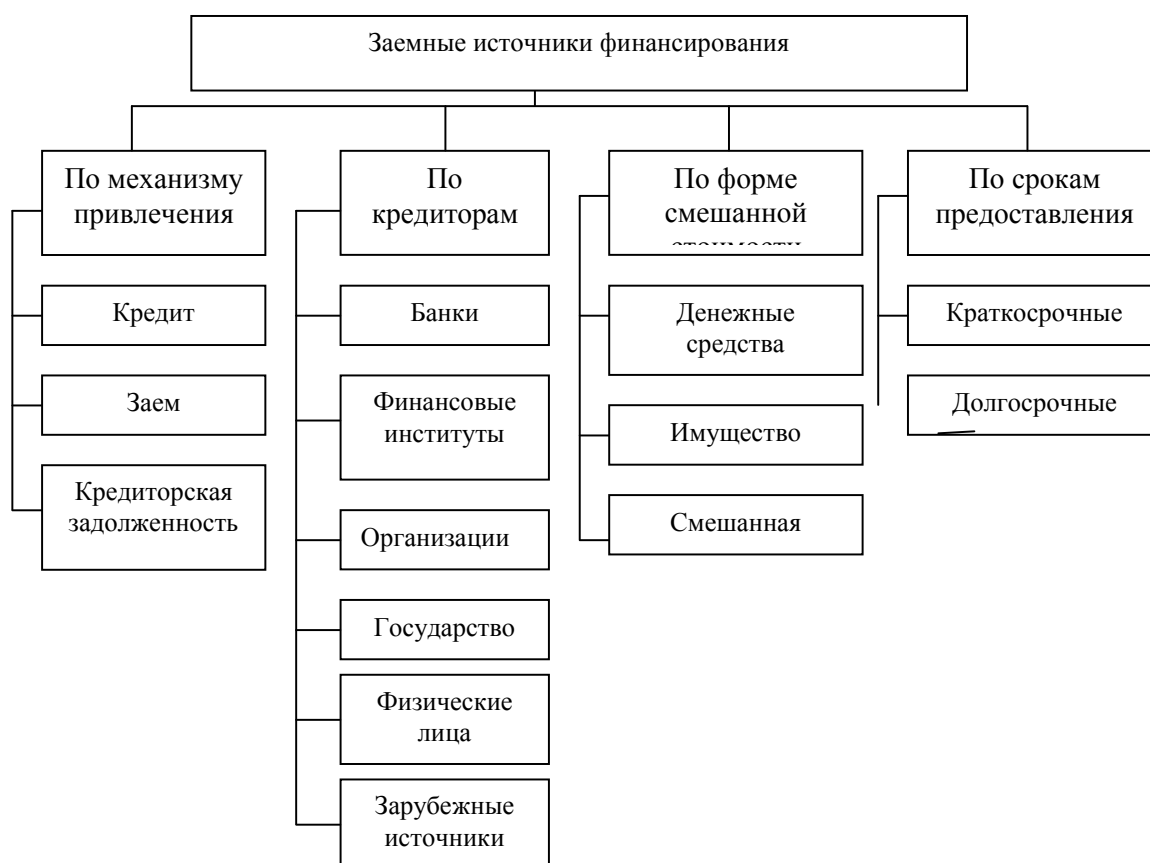 Заемные источники финансирования
По механизму
привлечения
Кредит
Заем
Кредиторская
задолженность
По
кредиторам
Банки
Финансовые
институты
Организации
Государство
Физические
лица
Зарубежные
источники
По форме
смешанной
стоимости
Денежные
средства
Имущество
Смешанная
По срокам
предоставления
Краткосрочные
Долгосрочные